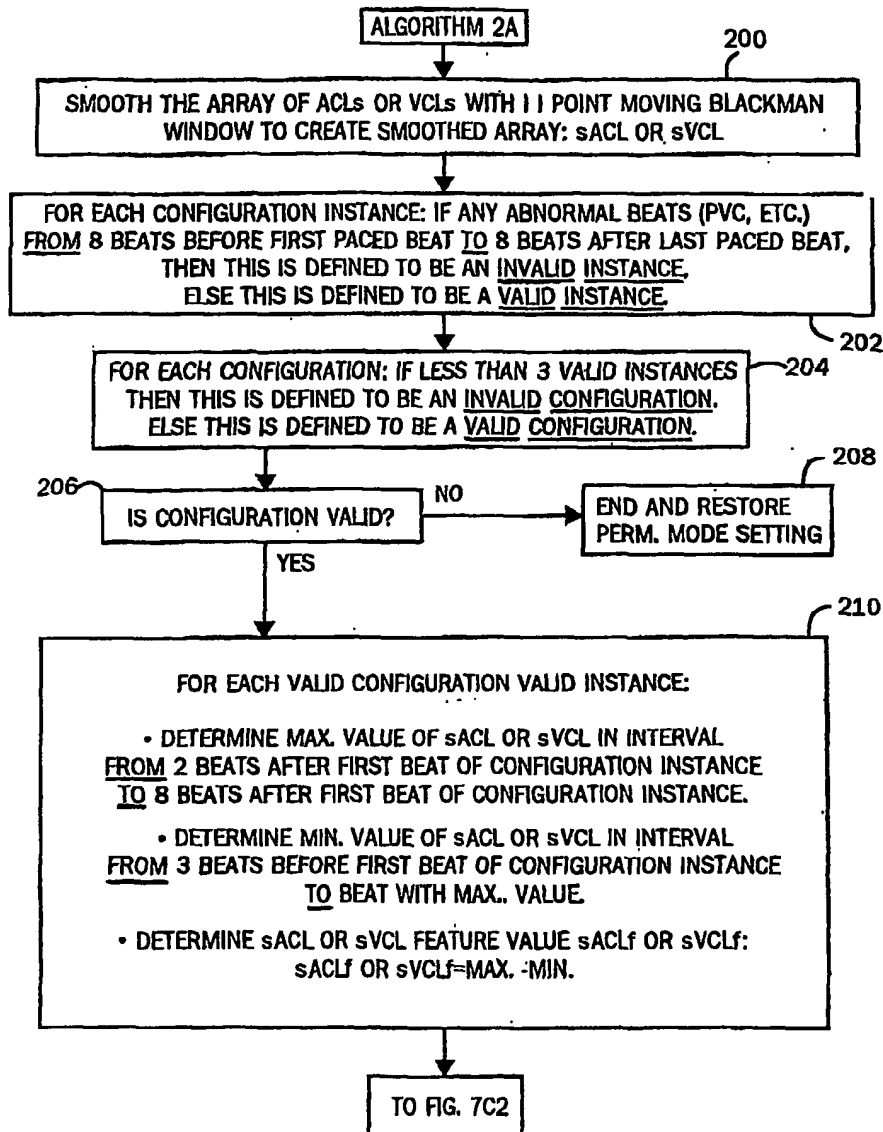 ALGORITHM 2A
200
SMOOTH THE ARRAY OF ACLs OR VCLs WITH 11 POINT MOVING BLACKMAN
WINDOW TO CREATE SMOOTHED ARRAY: sACL OR sVCL
FOR EACH CONFIGURATION INSTANCE: IF ANY ABNORMAL BEATS (PVC, ETC.)
FROM 8 BEATS BEFORE FIRST PACED BEAT TO 8 BEATS AFTER LAST PACED BEAT,
THEN THIS IS DEFINED TO BE AN INVALID INSTANCE,
ELSE THIS IS DEFINED TO BE A VALID INSTANCE.
202
FOR EACH CONFIGURATION: IF LESS THAN 3 VALID INSTANCES
THEN THIS IS DEFINED TO BE AN INVALID CONFIGURATION.
ELSE THIS IS DEFINED TO BE A VALID CONFIGURATION.
204
206
IS CONFIGURATION VALID?
NO
208
END AND RESTORE
PERM. MODE SETTING
YES
210
FOR EACH VALID CONFIGURATION VALID INSTANCE:
• DETERMINE MAX. VALUE OF sACL OR sVCL IN INTERVAL
FROM 2 BEATS AFTER FIRST BEAT OF CONFIGURATION INSTANCE
TO 8 BEATS AFTER FIRST BEAT OF CONFIGURATION INSTANCE.
• DETERMINE MIN. VALUE OF sACL OR sVCL IN INTERVAL
FROM 3 BEATS BEFORE FIRST BEAT OF CONFIGURATION INSTANCE
TO BEAT WITH MAX.. VALUE.
• DETERMINE sACL OR sVCL FEATURE VALUE sACLf OR sVCLf:
sACLf OR sVCLf=MAX. -MIN.
TO FIG. 7C2